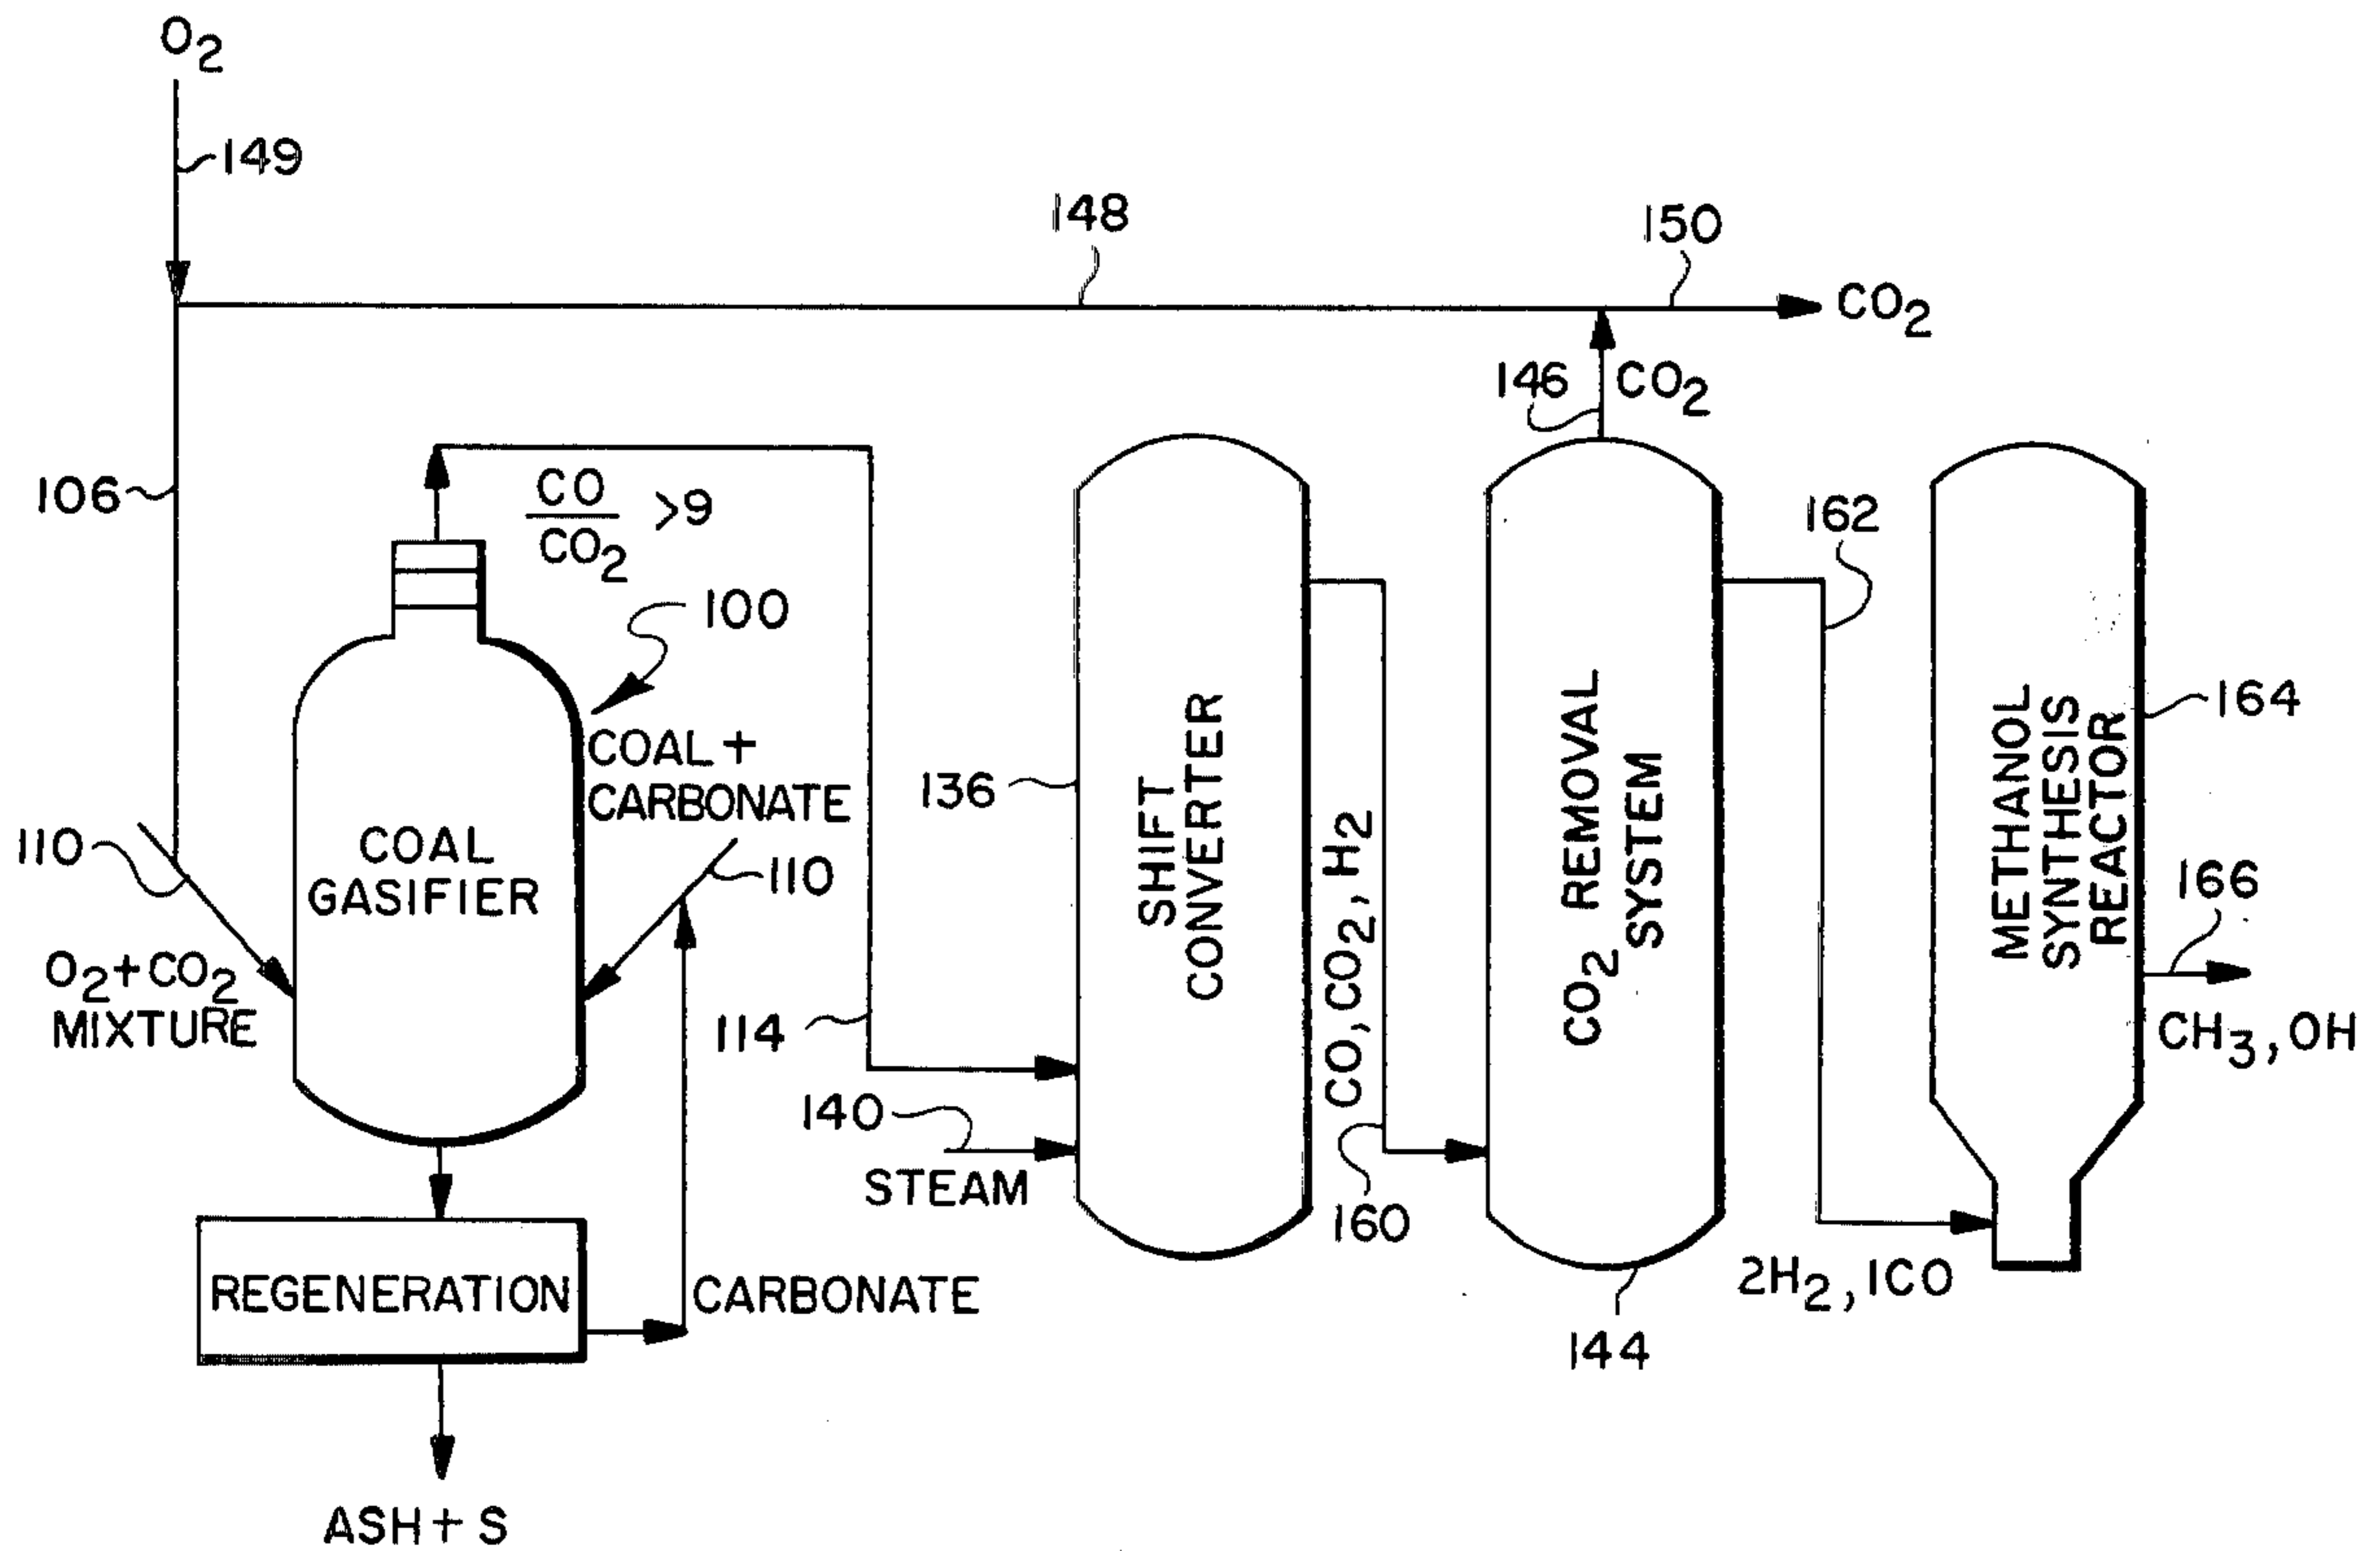 O2
149
148
150
CO2
146
CO2
106
CO
CO2
>9
162
100
164
COAL +
CARBONATE
136
110
COAL
GASIFIER
110
SHIFT
CONVERTER
CO, CO2, H2
CO2 REMOVAL
SYSTEM
METHANOL
SYNTHESIS
REACTOR
166
O2+CO2
MIXTURE
114
CH3, OH
140
STEAM
160
2H2, 1CO
REGENERATION
CARBONATE
144
ASH + S